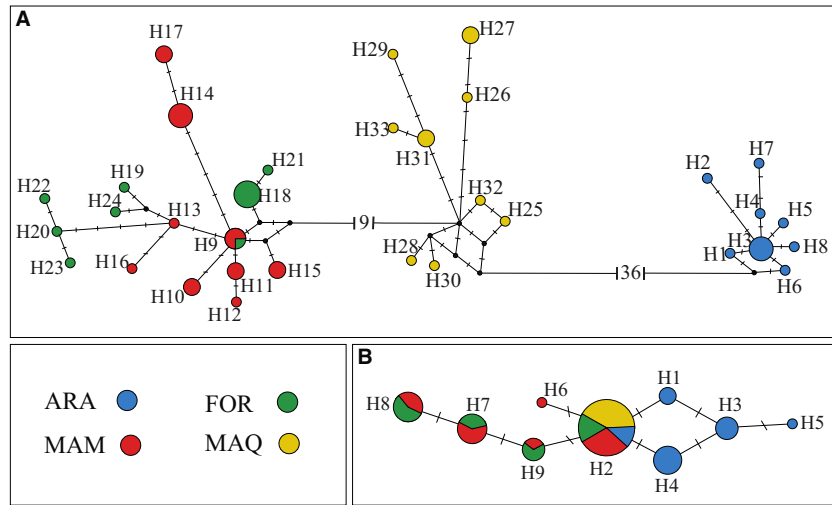 A
H17
H14
H29
H27
H26
H33
H31
H19
H21
H22
H24
H18
H13
H20
H9
H23
H16
H10
H11
H12
H15
9
H32
H25
H28
H30
36
H2
H7
H4
H5
H3
H1
H8
H6
ARA
FOR
MAM
MAQ
B
H8
H7
H6
H9
H2
H1
H3
H5
H4